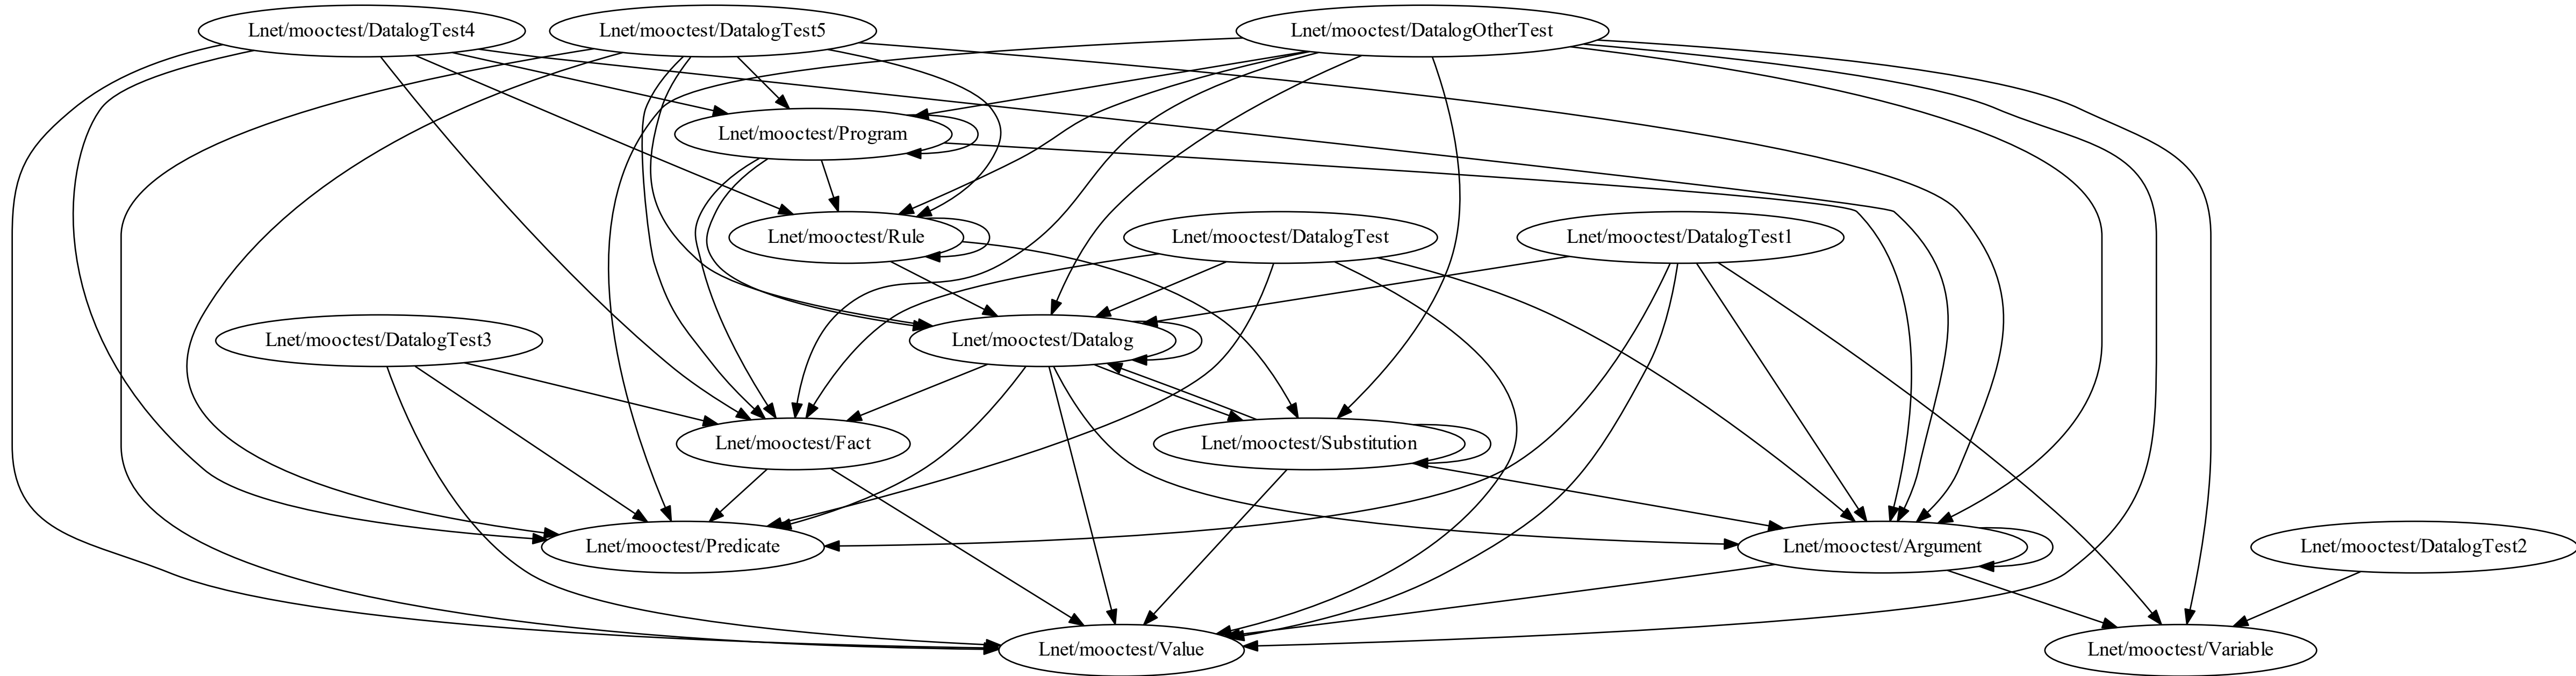 Lnet/mooctest/DatalogTest4
Lnet/mooctest/DatalogTest5
Lnet/mooctest/DatalogOtherTest
Lnet/mooctest/Program
Lnet/mooctest/Rule
Lnet/mooctest/DatalogTest
Lnet/mooctest/DatalogTest1
Lnet/mooctest/DatalogTest3
Lnet/mooctest/Datalog
Lnet/mooctest/Fact
Lnet/mooctest/Substitution
Lnet/mooctest/Predicate
Lnet/mooctest/Argument
Lnet/mooctest/DatalogTest2
Lnet/mooctest/Value
Lnet/mooctest/Variable